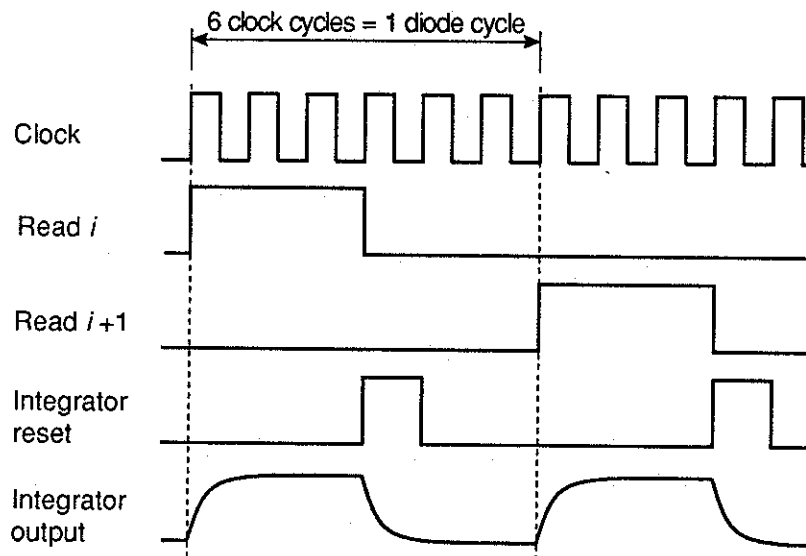 6 clock cycles = 1 diode cycle
Clock
Read i
Read i+1
Integrator
reset
Integrator
output